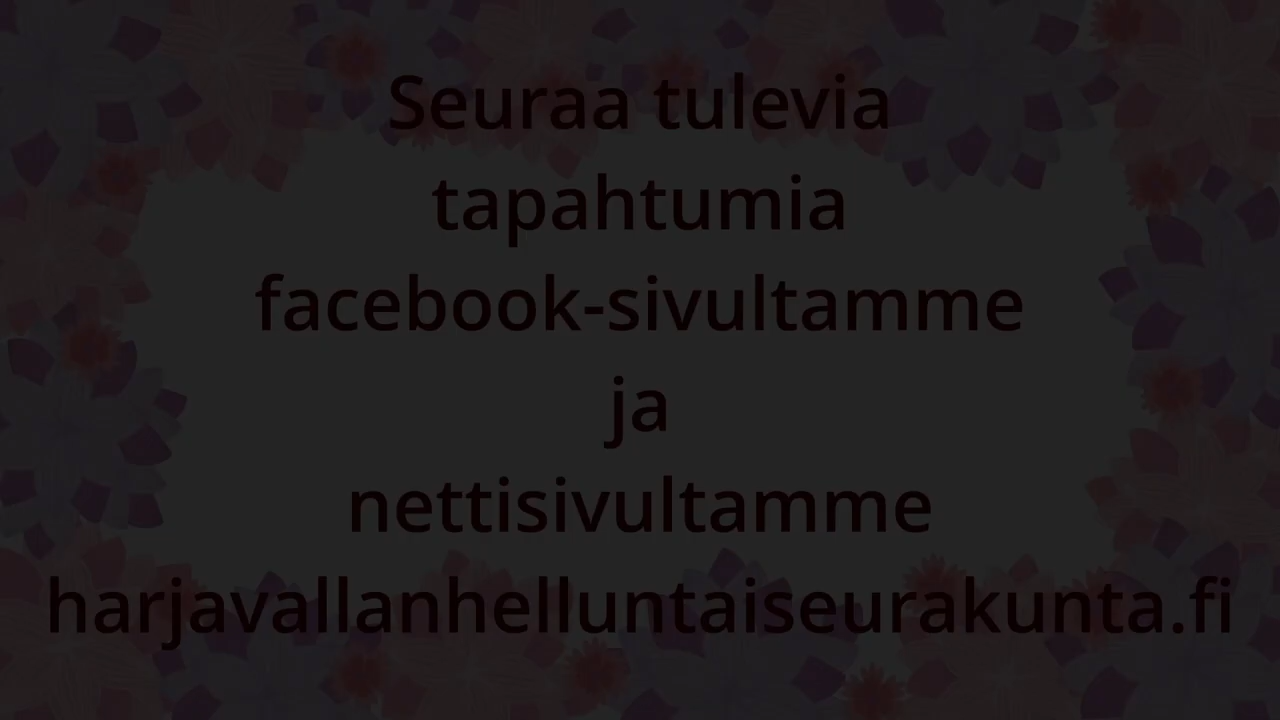 Seuraa tulevia
tapahtumia
facebook-sivultamme
ja
nettisivultamme
harjavallanhelluntaiseurakunta.fi